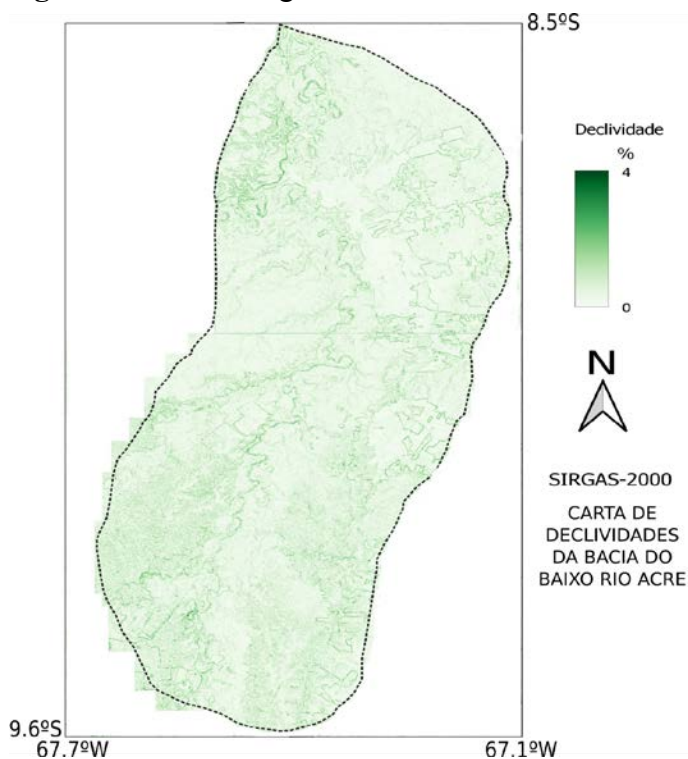 8.5ºS
Declividade
%
4
0
N
SIRGAS-2000
CARTA DE
DECLIVIDADES
DA BACIA DO
BAIXO RIO ACRE
9.6ºS
67.7ºW
67.1ºW